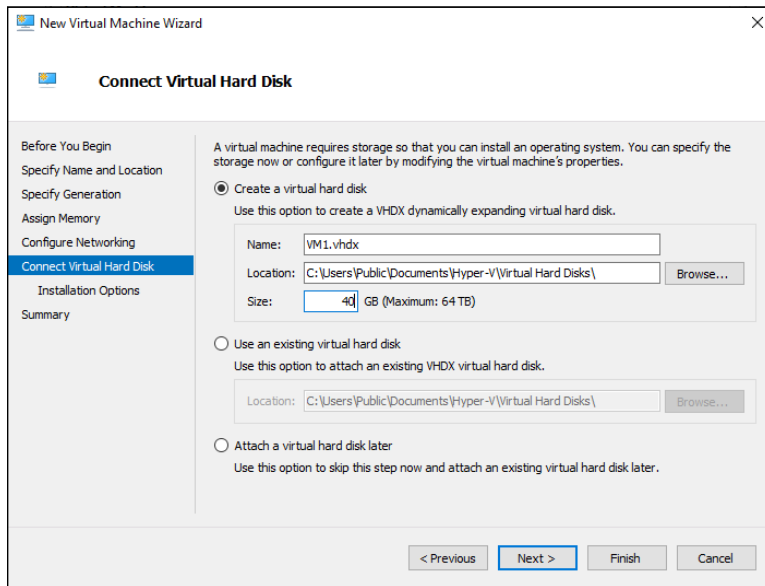 New Virtual Machine Wizard
Connect Virtual Hard Disk
Before You Begin
Specify Name and Location
Specify Generation
Assign Memory
Configure Networking
Connect Virtual Hard Disk
Installation Options
Summary
A virtual machine requires storage so that you can install an operating system. You can specify the
storage now or configure it later by modifying the virtual machine's properties.
Create a virtual hard disk
Use this option to create a VHDX dynamically expanding virtual hard disk.
Name: VM1.vhdx
Location: C:\Users\Public\Documents\Hyper-V\Virtual Hard Disks\ Browse...
Size: 40 GB (Maximum: 64 TB)
Use an existing virtual hard disk
Use this option to attach an existing VHDX virtual hard disk.
Location: C:\Users\Public\Documents\Hyper-V\Virtual Hard Disks\ Browse...
Attach a virtual hard disk later
Use this option to skip this step now and attach an existing virtual hard disk later.
< Previous Next > Finish Cancel